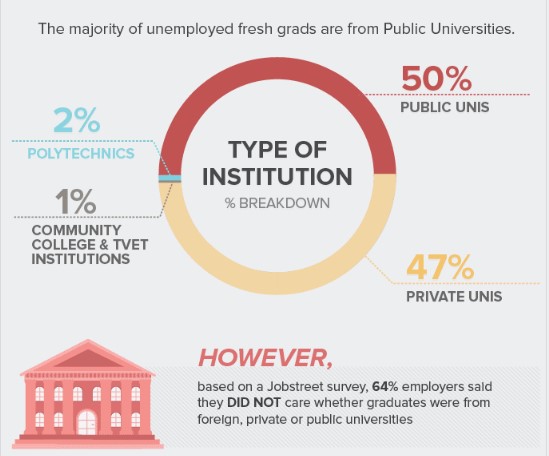 The majority of unemployed fresh grads are from Public Universities.
50%
PUBLIC UNIS
2%
POLYTECHNICS
TYPE OF
INSTITUTION
% BREAKDOWN
1%
COMMUNITY
COLLEGE & TVET
INSTITUTIONS
47%
PRIVATE UNIS
HOWEVER,
based on a Jobstreet survey, 64% employers said
they DID NOT care whether graduates were from
foreign, private or public universities